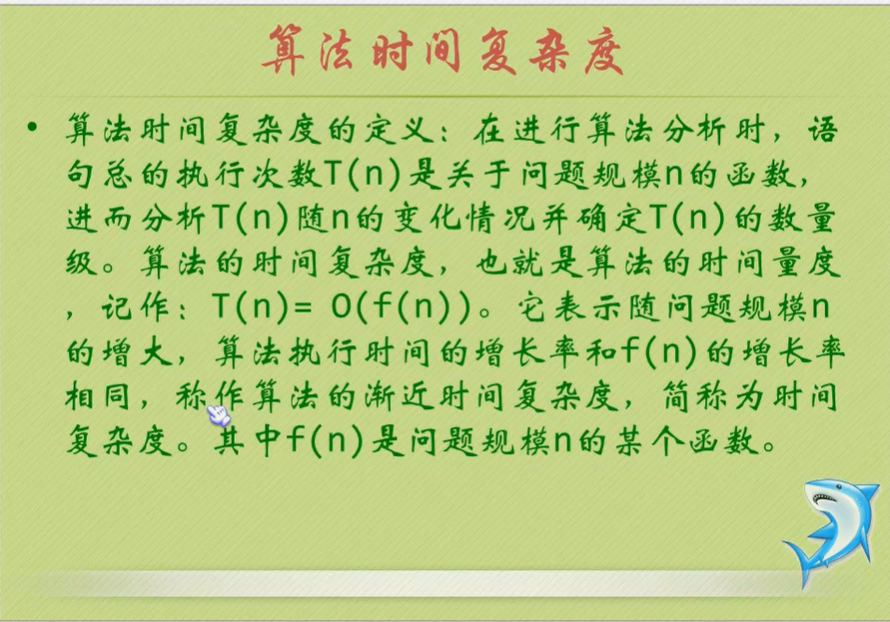 算法时间复杂度
• 算法时间复杂度的定义：在进行算法分析时，语
句总的执行次数T(n)是关于问题规模n的函数，
进而分析T(n)随n的变化情况并确定T(n)的数量
级。算法的时间复杂度，也就是算法的时间量度
，记作：T(n)= O(f(n))。它表示随问题规模n
的增大，算法执行时间的增长率和f(n)的增长率
相同，称作算法的渐近时间复杂度，简称为时间
复杂度。其中f(n)是问题规模n的某个函数。